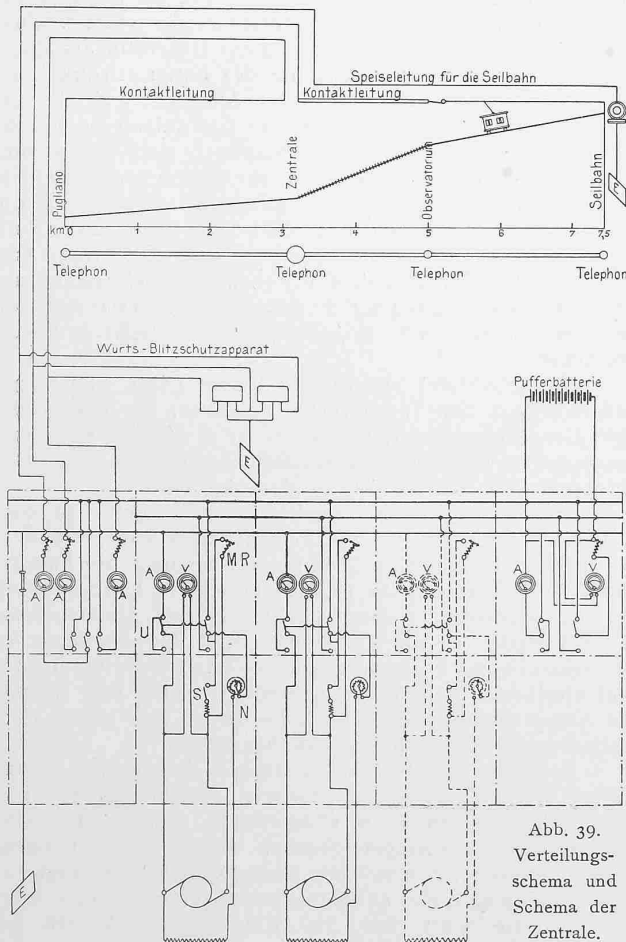 Speiseleitung für die Seilbahn
Kontaktleitung
Kontaktleitung
Pugliano
Zentrale
Observatorium
Seilbahn
E
km 0 1 2 3 4 5 6 7 7,5
Telephon Telephon Telephon Telephon
Wurts-Blitzschutzapparat
E
Pufferbatterie
MR
A A A A V A V A V A V
U
S
N
E
Abb. 39.
Verteilungs-
schema und
Schema der
Zentrale.